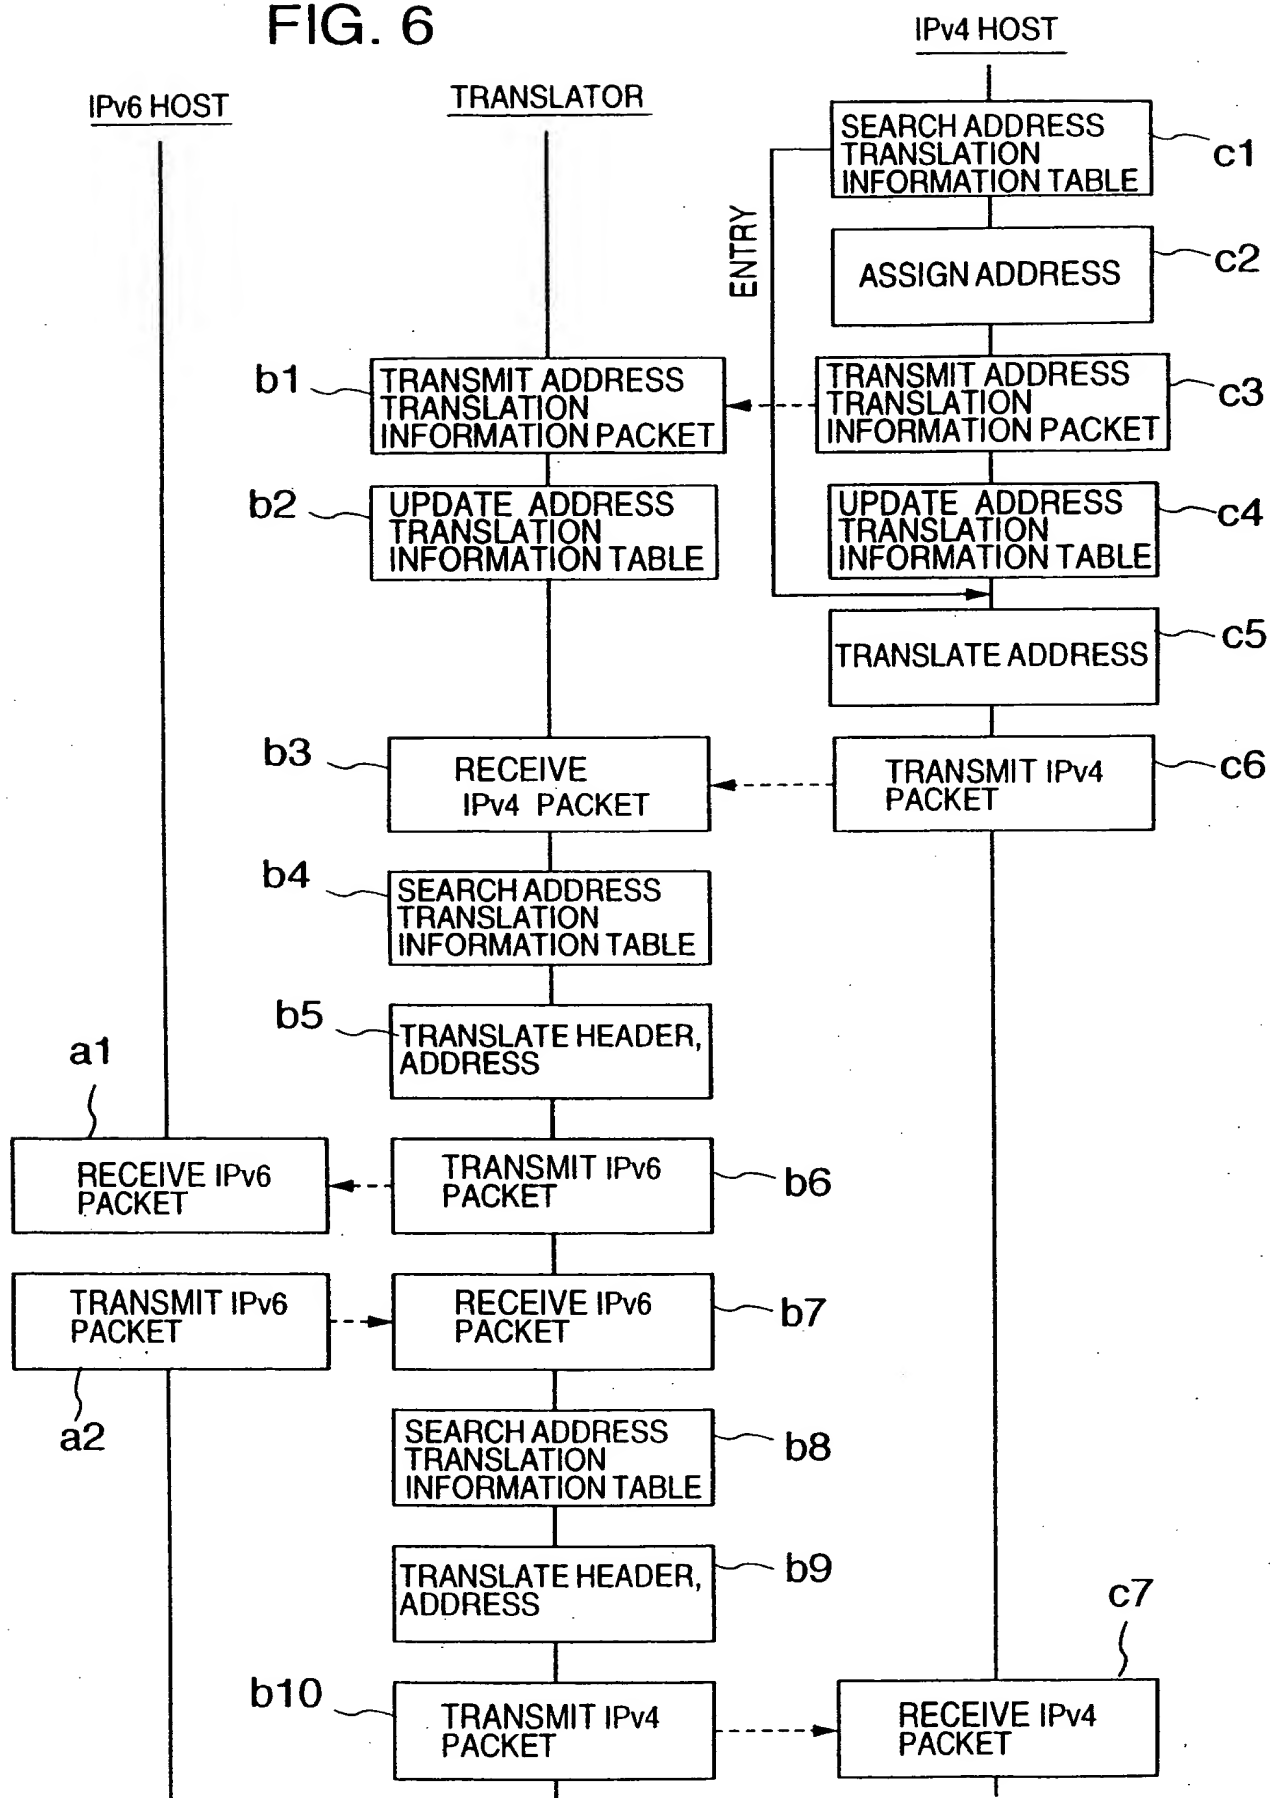 FIG. 6
IPv4 HOST
IPv6 HOST
TRANSLATOR
SEARCH ADDRESS
TRANSLATION
INFORMATION TABLE
c1
ENTRY
ASSIGN ADDRESS
c2
b1
TRANSMIT ADDRESS
TRANSLATION
INFORMATION PACKET
TRANSMIT ADDRESS
TRANSLATION
INFORMATION PACKET
c3
b2
UPDATE ADDRESS
TRANSLATION
INFORMATION TABLE
UPDATE ADDRESS
TRANSLATION
INFORMATION TABLE
c4
TRANSLATE ADDRESS
c5
b3
RECEIVE
IPv4 PACKET
TRANSMIT IPv4
PACKET
c6
b4
SEARCH ADDRESS
TRANSLATION
INFORMATION TABLE
b5
TRANSLATE HEADER,
ADDRESS
a1
RECEIVE IPv6
PACKET
TRANSMIT IPv6
PACKET
b6
TRANSMIT IPv6
PACKET
a2
RECEIVE IPv6
PACKET
b7
SEARCH ADDRESS
TRANSLATION
INFORMATION TABLE
b8
TRANSLATE HEADER,
ADDRESS
b9
c7
b10
TRANSMIT IPv4
PACKET
RECEIVE IPv4
PACKET